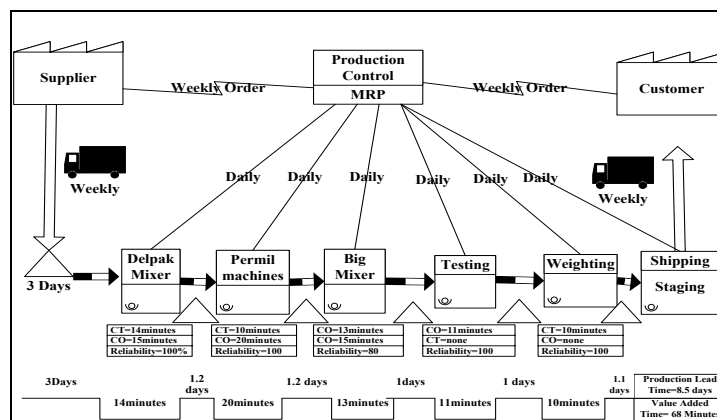 Supplier
Production
Control
MRP
Customer
Weekly Order
Weekly Order
Weekly
Weekly
Daily
Daily
Daily
Daily
Daily
Daily
3 Days
Delpak
Mixer
Permil
machines
Big
Mixer
Testing
Weighting
Shipping
Staging
CT=14minutes
CO=15minutes
Reliability=100%
CT=10minutes
CO=20minutes
Reliability=100
CO=13minutes
CO=15minutes
Reliability=80
CO=11minutes
CT=none
Reliability=100
CT=10minutes
CO=none
Reliability=100
3Days
14minutes
1.2
days
20minutes
1.2 days
13minutes
1days
11minutes
1 days
10minutes
1.1
days
Production Lead
Time=8.5 days
Value Added
Time= 68 Minutes